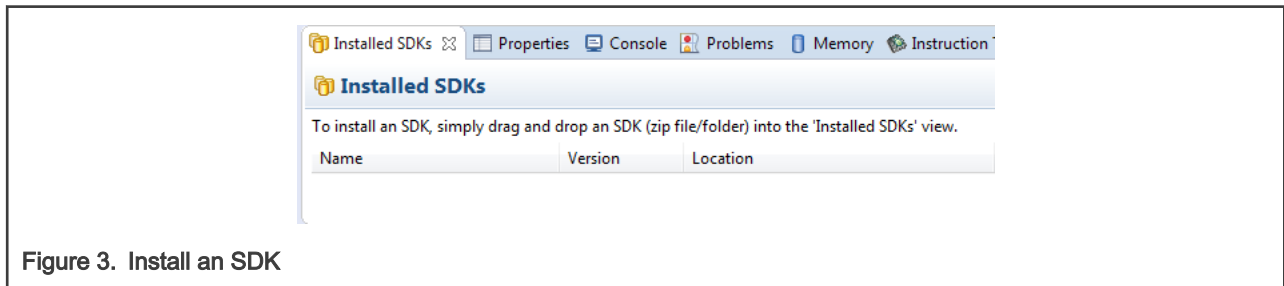 Installed SDKs Properties Console Problems Memory Instruction
Installed SDKs
To install an SDK, simply drag and drop an SDK (zip file/folder) into the 'Installed SDKs' view.
Name Version Location
Figure 3. Install an SDK